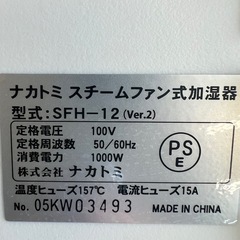 ナカトミ スチームファン式加湿器
型式：SFH－12 (Ver.2)
定格電圧 100V
定格周波数 50／60Hz
消費電力 1000W
株式会社 ナカトミ
PS
E
温度ヒューズ157℃ 電流ヒューズ15A
No. 05KW03493 MADE IN CHINA